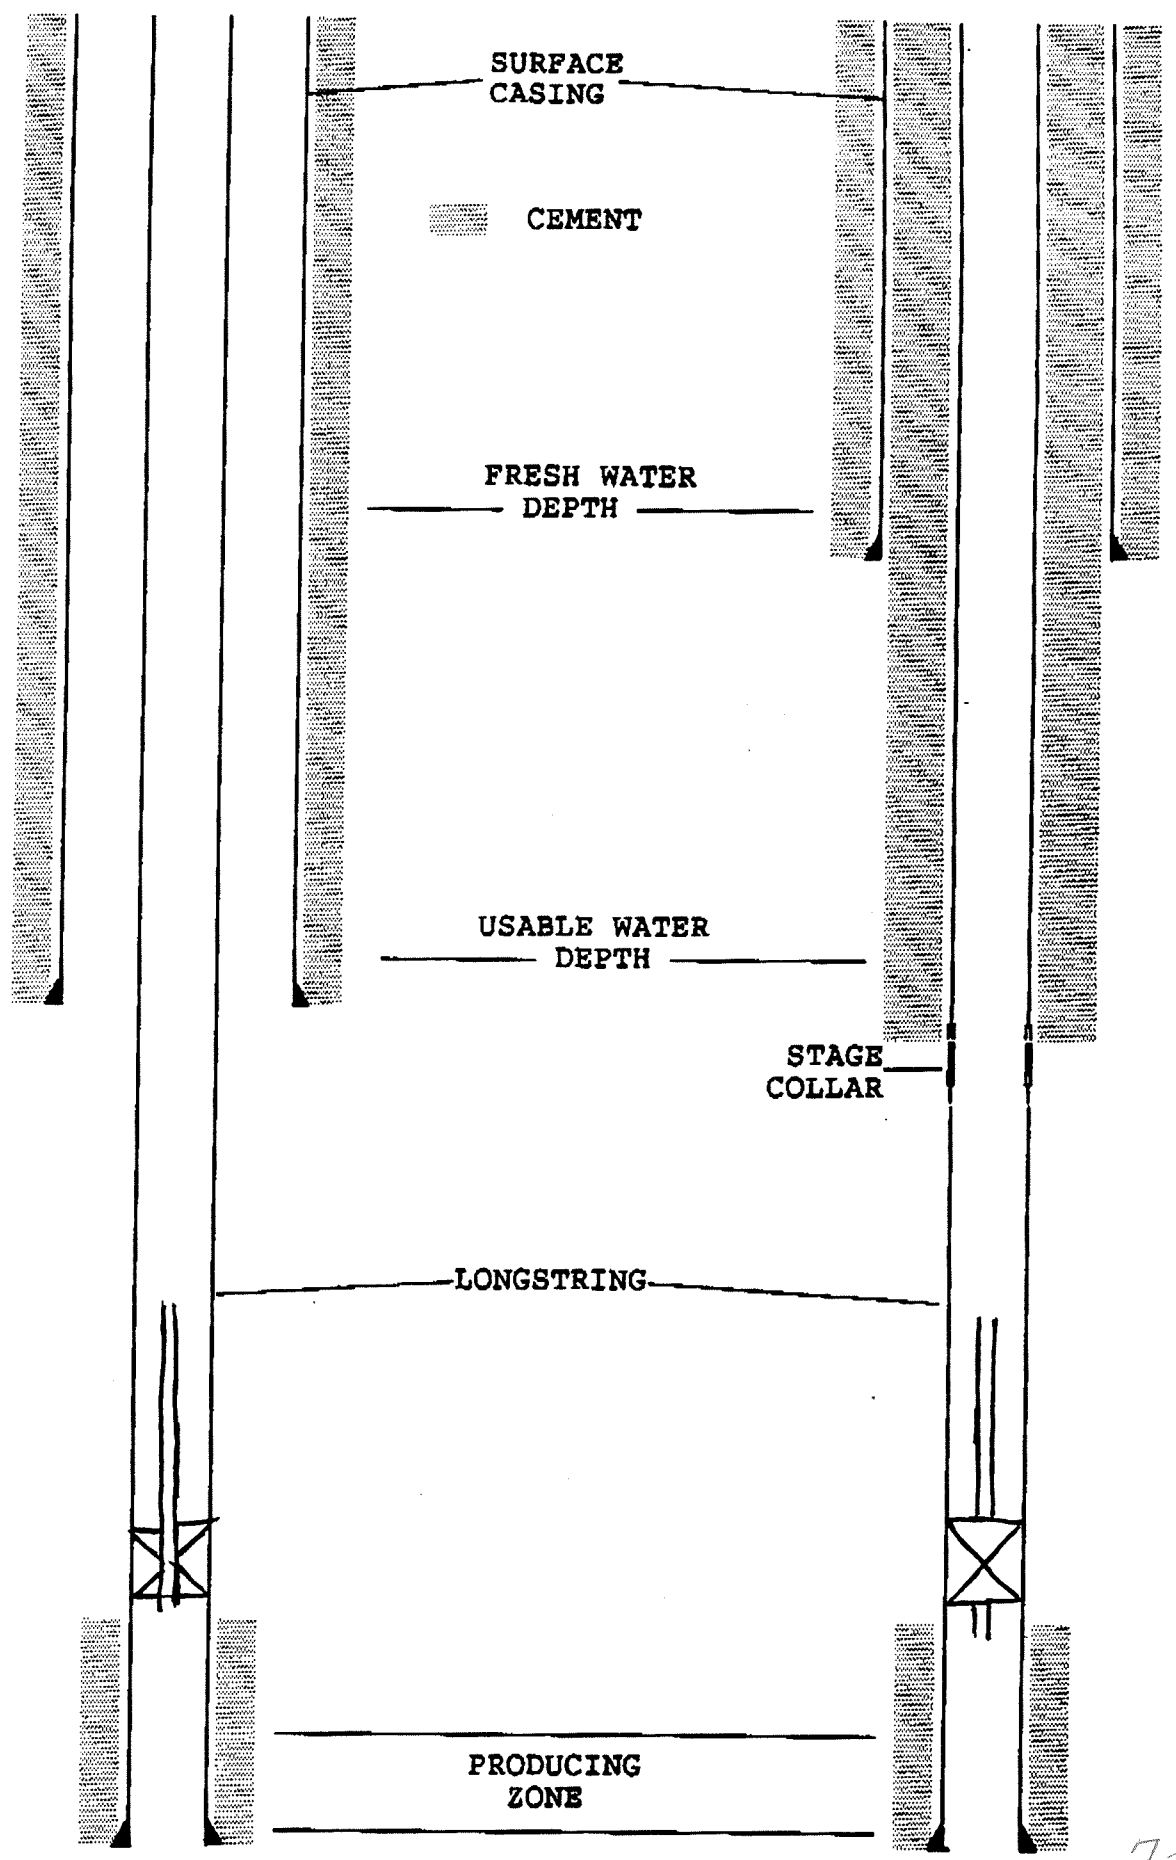 SURFACE
CASING
CEMENT
FRESH WATER
DEPTH
USABLE WATER
DEPTH
STAGE
COLLAR
LONGSTRING
PRODUCING
ZONE